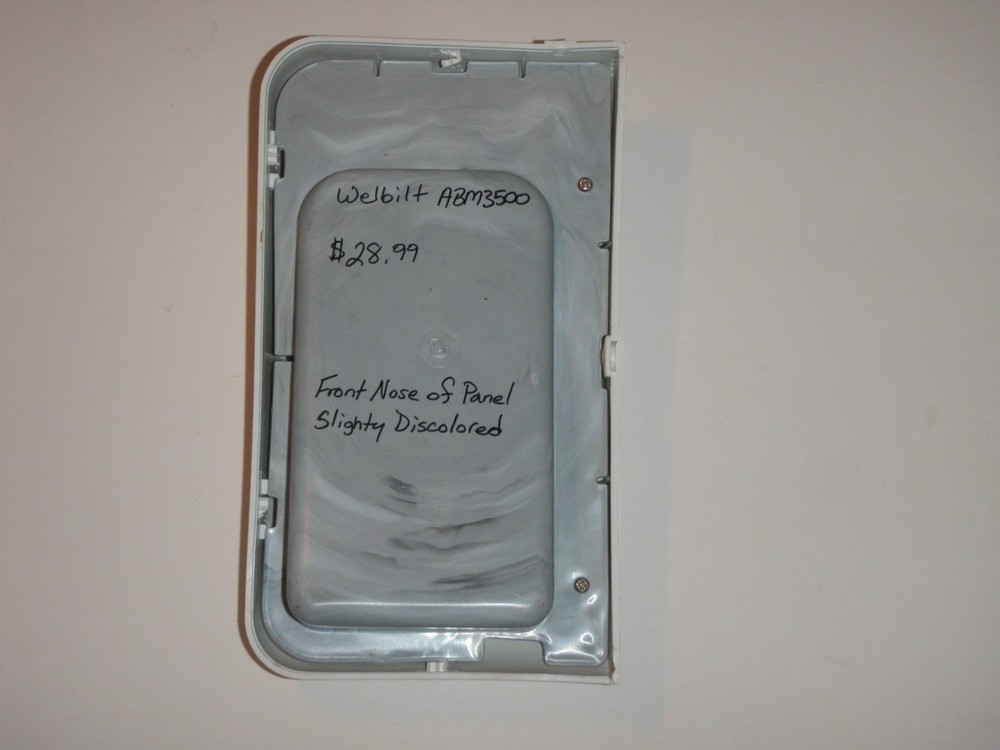 Welbilt ABM3500
$28.99
Front Nose of Panel
Slighty Discolored